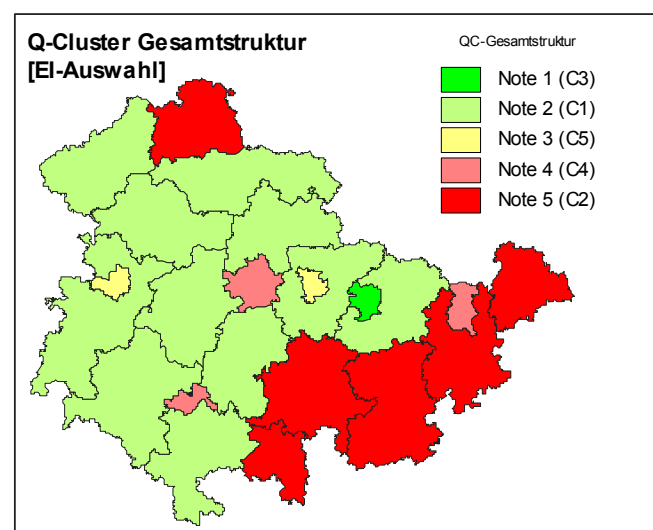 Q-Cluster Gesamtstruktur
[EI-Auswahl]
QC-Gesamtstruktur
Note 1 (C3)
Note 2 (C1)
Note 3 (C5)
Note 4 (C4)
Note 5 (C2)